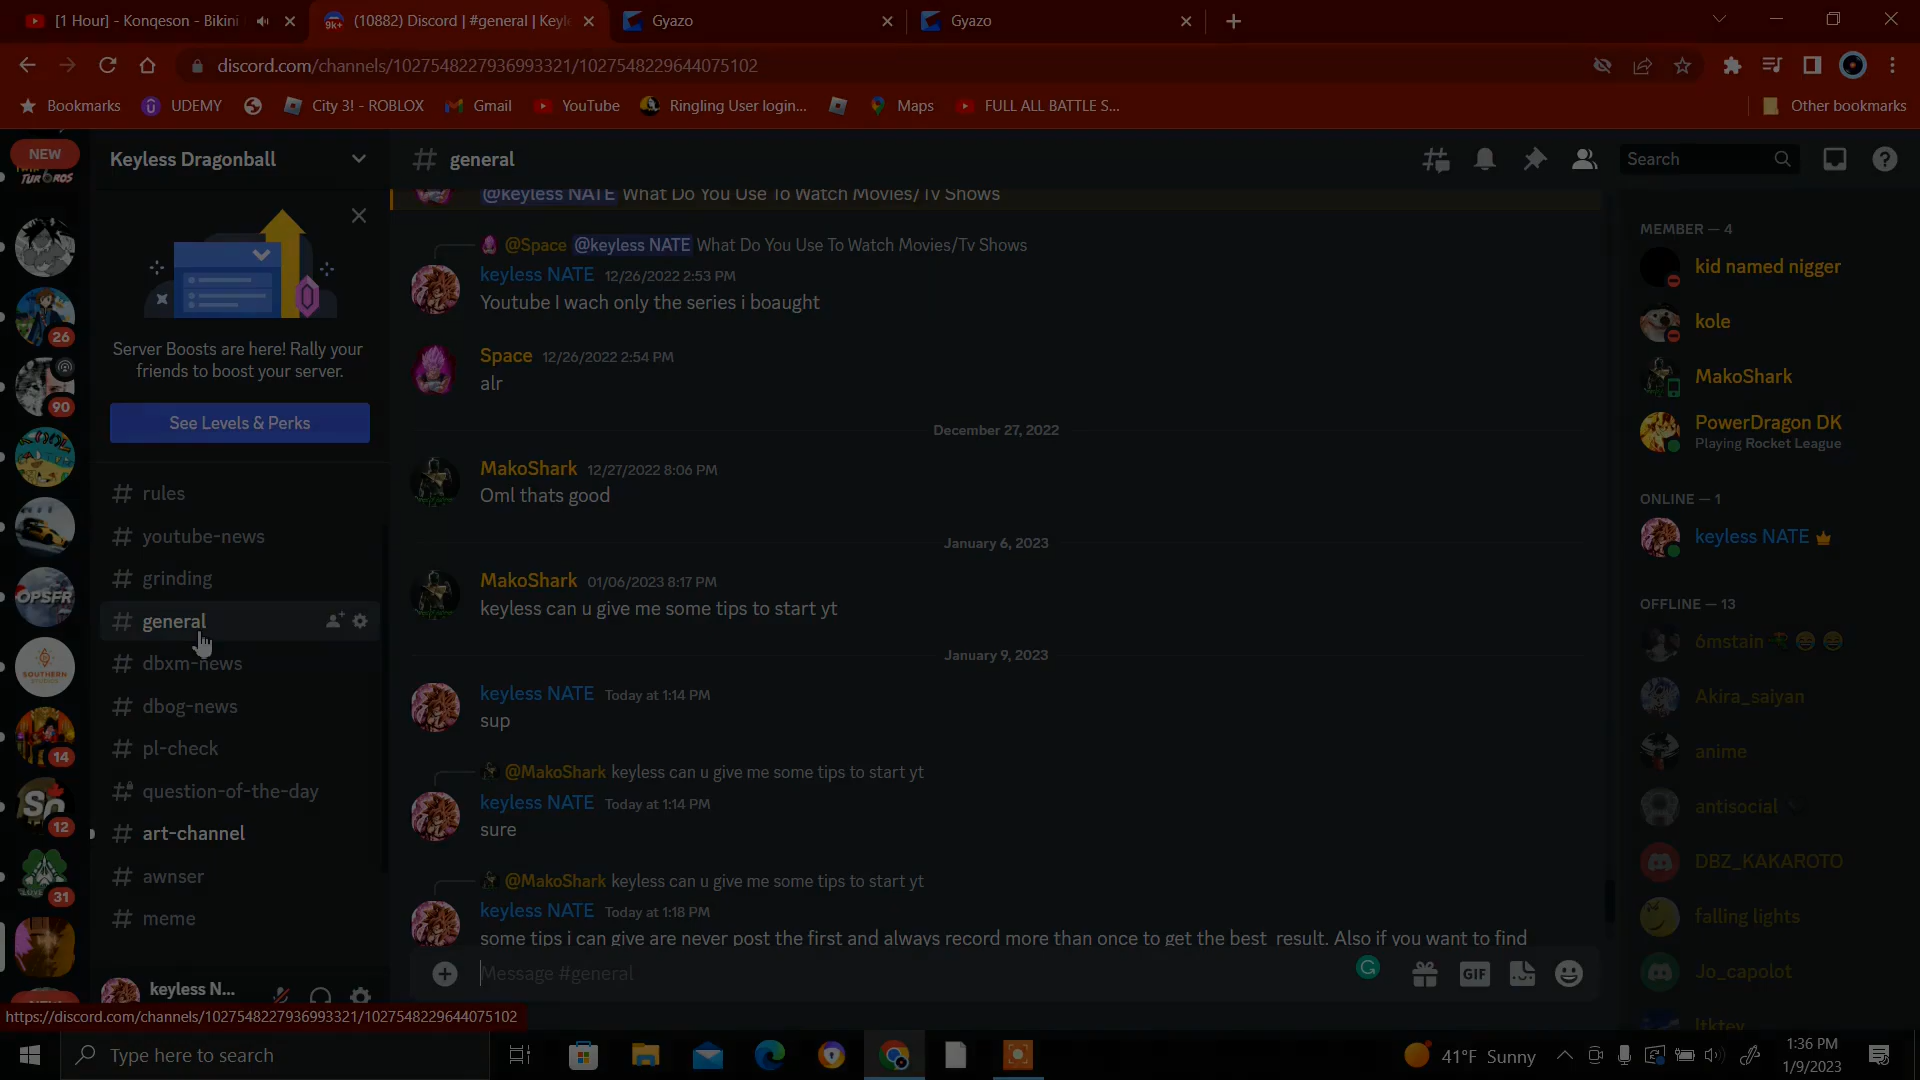 [1 Hour] - Konqeson - Bikini
(10882) Discord | #general | Keyle
Gyazo
Gyazo
discord.com/channels/1027548227936993321/1027548229644075102
Bookmarks
UDEMY
City 3! - ROBLOX
Gmail
YouTube
Ringling User login...
Maps
FULL ALL BATTLE S...
Other bookmarks
NEW
Keyless Dragonball
general
Search
Server Boosts are here! Rally your
friends to boost your server.
See Levels & Perks
rules
youtube-news
grinding
general
dbxm-news
dbog-news
pl-check
question-of-the-day
art-channel
awnser
meme
26
90
OPSFR
SOUTHERN
14
12
31
keyless N...
@keyless NATE What Do You Use To Watch Movies/Tv Shows
@Space @keyless NATE What Do You Use To Watch Movies/Tv Shows
keyless NATE 12/26/2022 2:53 PM
Youtube I wach only the series i boaught
Space 12/26/2022 2:54 PM
alr
December 27, 2022
MakoShark 12/27/2022 8:06 PM
Oml thats good
January 6, 2023
MakoShark 01/06/2023 8:17 PM
keyless can u give me some tips to start yt
January 9, 2023
keyless NATE Today at 1:14 PM
sup
@MakoShark keyless can u give me some tips to start yt
keyless NATE Today at 1:14 PM
sure
@MakoShark keyless can u give me some tips to start yt
keyless NATE Today at 1:18 PM
some tips i can give are never post the first and always record more than once to get the best result. Also if you want to find
Message #general
GIF
MEMBER — 4
kid named nigger
kole
MakoShark
PowerDragon DK
Playing Rocket League
ONLINE — 1
keyless NATE
OFFLINE — 13
6mstain
Akira_saiyan
anime
antisocial
DBZ_KAKAROTO
falling lights
Jo_capolot
https://discord.com/channels/1027548227936993321/1027548229644075102
Type here to search
41°F Sunny
1:36 PM
1/9/2023